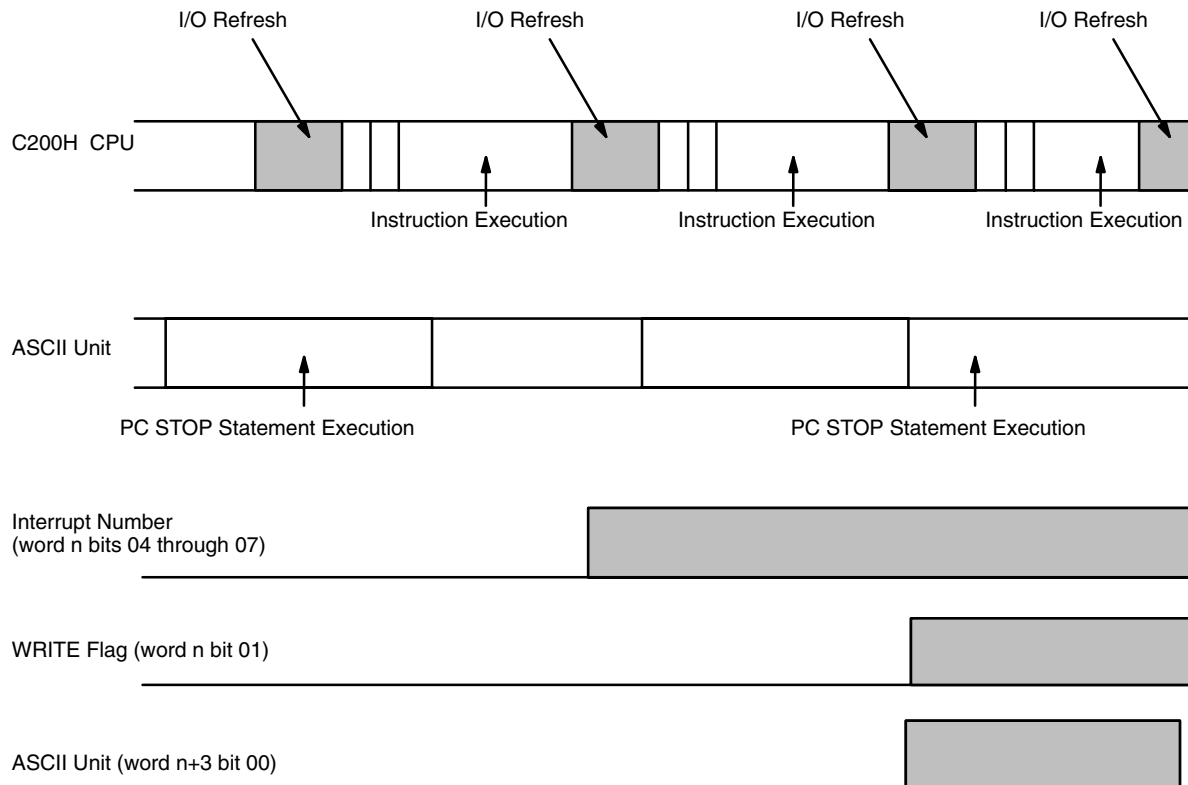 I/O Refresh
I/O Refresh
I/O Refresh
I/O Refresh
C200H CPU
Instruction Execution
Instruction Execution
Instruction Execution
ASCII Unit
PC STOP Statement Execution
PC STOP Statement Execution
Interrupt Number
(word n bits 04 through 07)
WRITE Flag (word n bit 01)
ASCII Unit (word n+3 bit 00)